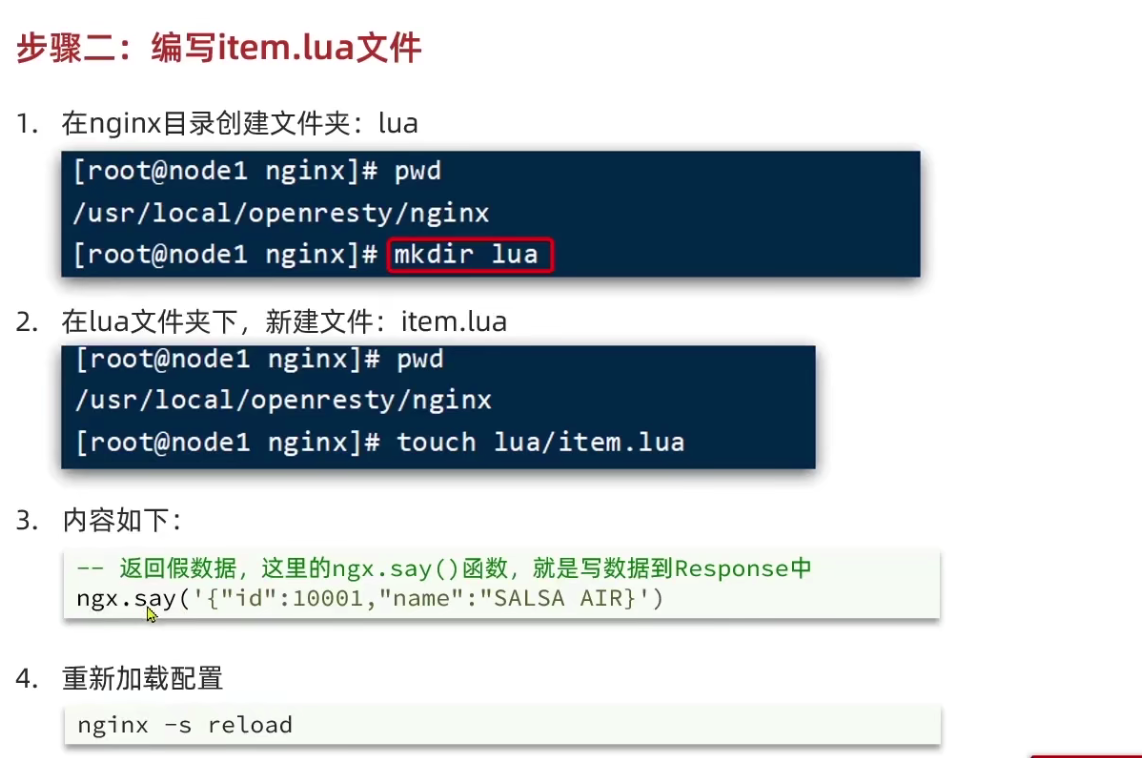 步骤二：编写item.lua文件
1. 在nginx目录创建文件夹：lua
[root@node1 nginx]# pwd
/usr/local/openresty/nginx
[root@node1 nginx]# mkdir lua
2. 在lua文件夹下，新建文件：item.lua
[root@node1 nginx]# pwd
/usr/local/openresty/nginx
[root@node1 nginx]# touch lua/item.lua
3. 内容如下：
-- 返回假数据，这里的ngx.say()函数，就是写数据到Response中
ngx.say('{"id":10001,"name":"SALSA AIR}')
4. 重新加载配置
nginx -s reload